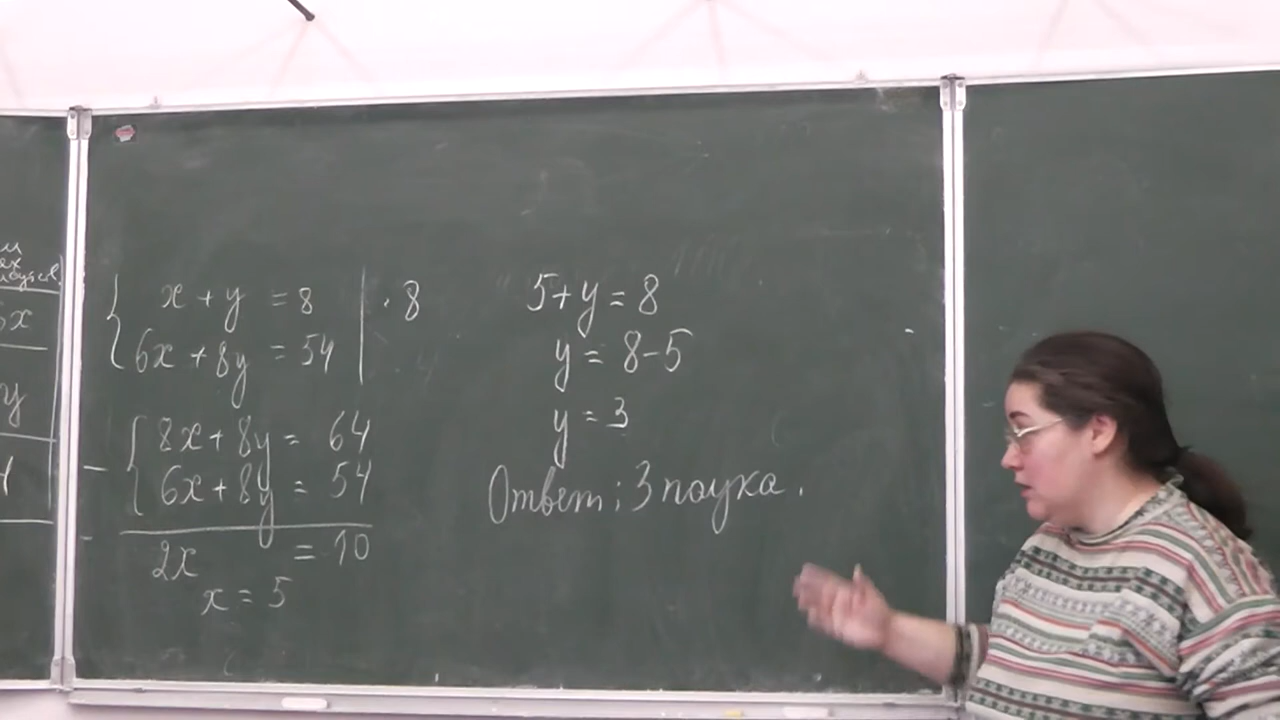 x + y = 8 | · 8
6x + 8y = 54
8x + 8y = 64
- 6x + 8y = 54
2x = 10
x = 5
5 + y = 8
y = 8 - 5
y = 3
Ответ: 3 паука.